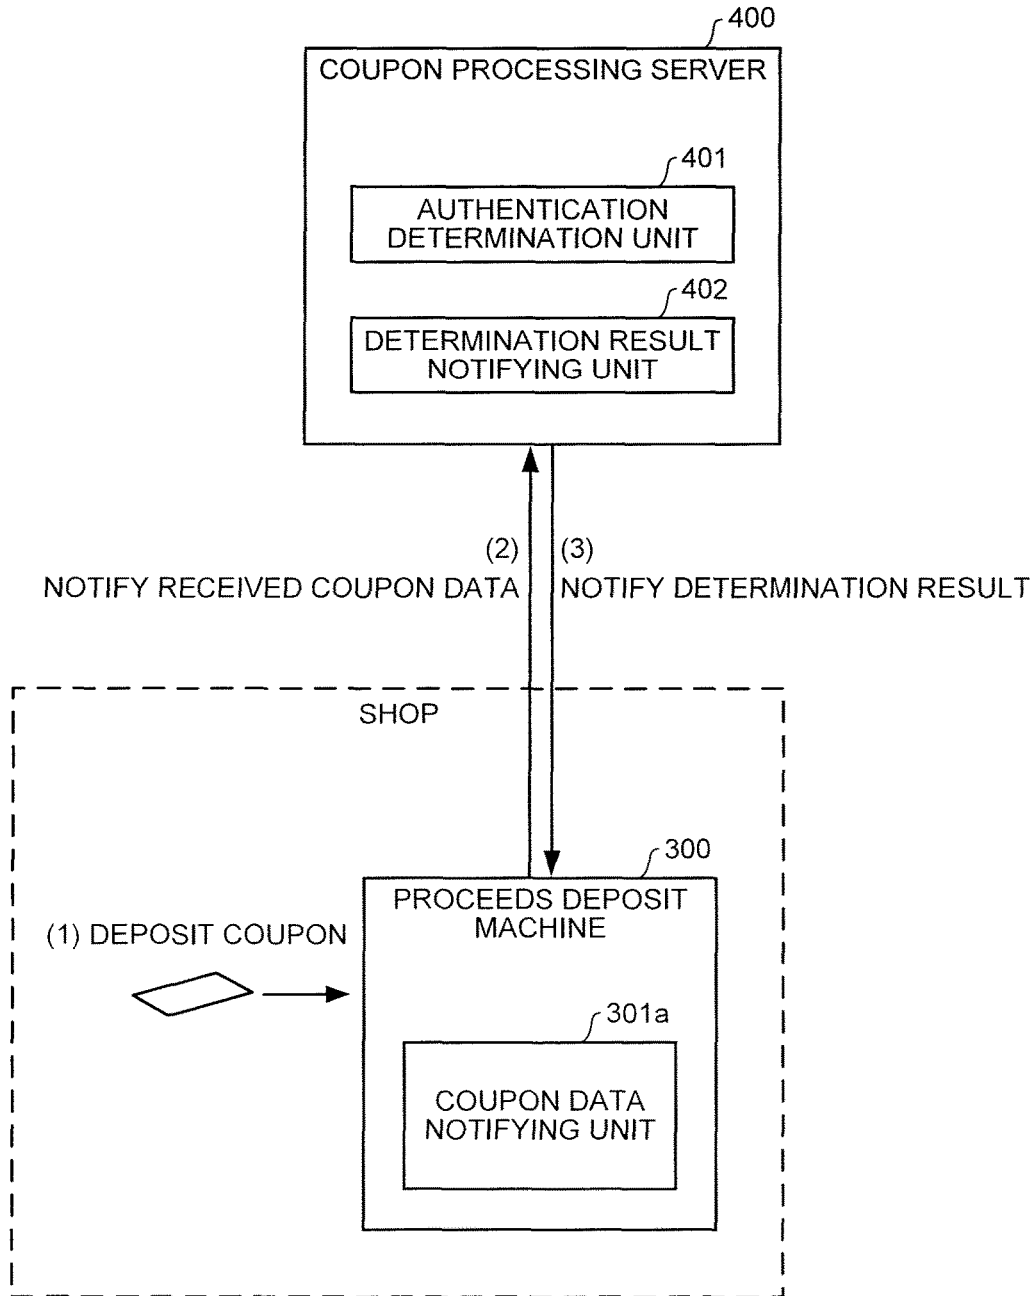 400
COUPON PROCESSING SERVER
401
AUTHENTICATION
DETERMINATION UNIT
402
DETERMINATION RESULT
NOTIFYING UNIT
(2)
NOTIFY RECEIVED COUPON DATA
(3)
NOTIFY DETERMINATION RESULT
SHOP
300
PROCEEDS DEPOSIT
MACHINE
(1) DEPOSIT COUPON
301a
COUPON DATA
NOTIFYING UNIT